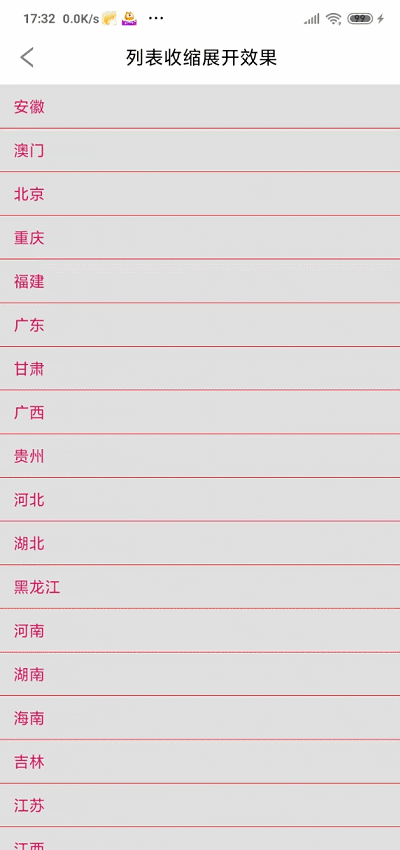 17:32 0.0K/s 99
列表收缩展开效果
安徽
澳门
北京
重庆
福建
广东
甘肃
广西
贵州
河北
湖北
黑龙江
河南
湖南
海南
吉林
江苏
江西